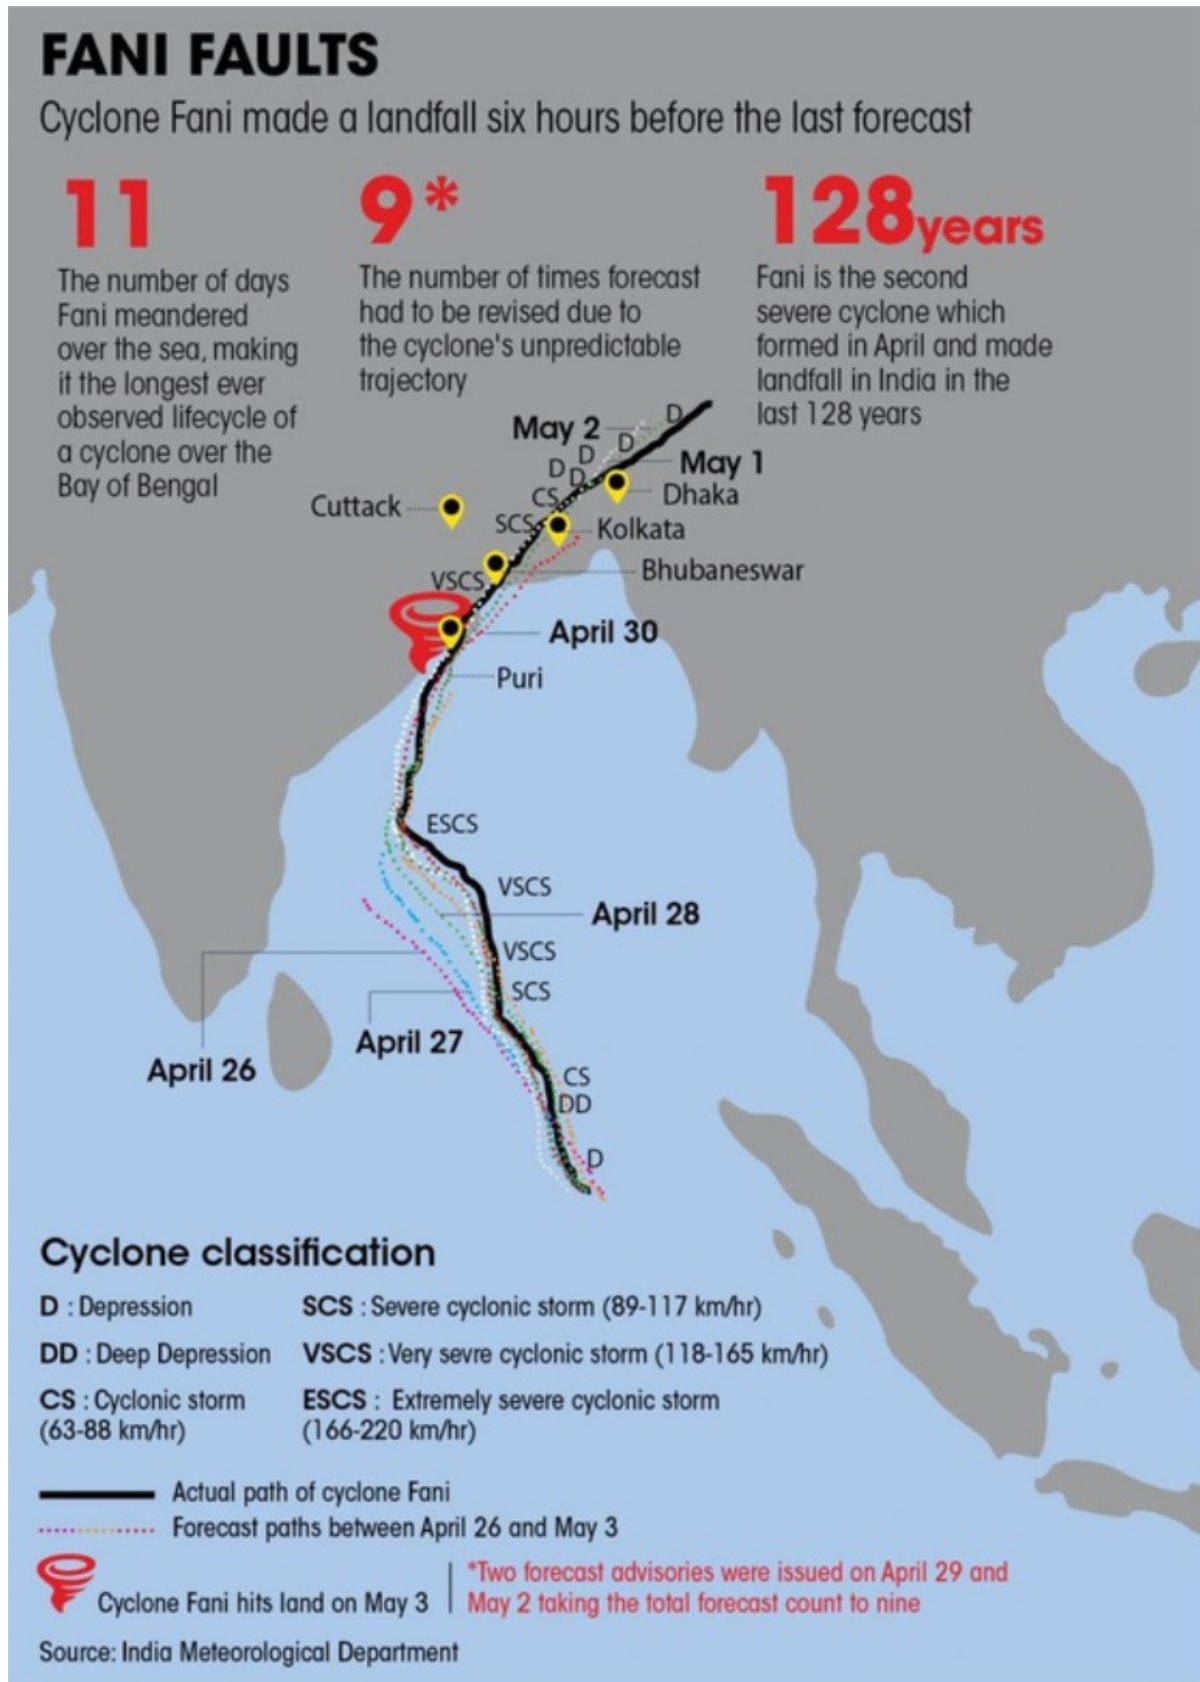 FANI FAULTS
Cyclone Fani made a landfall six hours before the last forecast
11
The number of days
Fani meandered
over the sea, making
it the longest ever
observed lifecycle of
a cyclone over the
Bay of Bengal
9*
The number of times forecast
had to be revised due to
the cyclone's unpredictable
trajectory
128 years
Fani is the second
severe cyclone which
formed in April and made
landfall in India in the
last 128 years
D
May 2
D
D
May 1
D
D
Dhaka
CS
Cuttack
SCS
Kolkata
Bhubaneswar
VSCS
April 30
Puri
ESCS
VSCS
April 28
VSCS
SCS
April 27
April 26
CS
DD
D
Cyclone classification
D : Depression
DD : Deep Depression
CS : Cyclonic storm
(63-88 km/hr)
SCS : Severe cyclonic storm (89-117 km/hr)
VSCS : Very sevre cyclonic storm (118-165 km/hr)
ESCS : Extremely severe cyclonic storm
(166-220 km/hr)
Actual path of cyclone Fani
Forecast paths between April 26 and May 3
Cyclone Fani hits land on May 3
*Two forecast advisories were issued on April 29 and
May 2 taking the total forecast count to nine
Source: India Meteorological Department